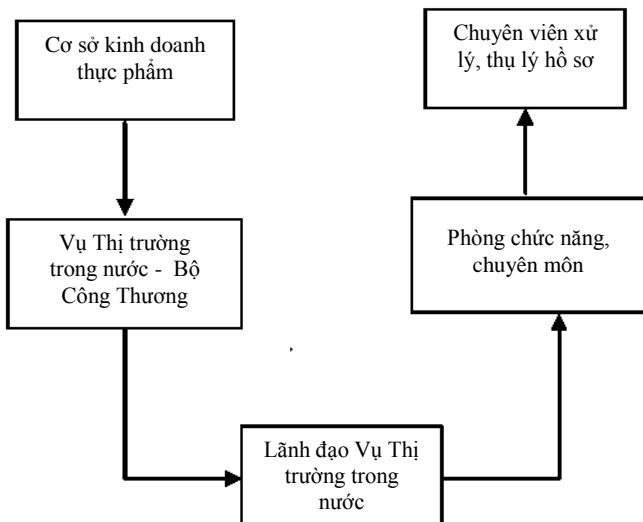 Cơ sở kinh doanh
thực phẩm
Chuyên viên xử
lý, thụ lý hồ sơ
Vụ Thị trường
trong nước - Bộ
Công Thương
Phòng chức năng,
chuyên môn
Lãnh đạo Vụ Thị
trường trong
nước